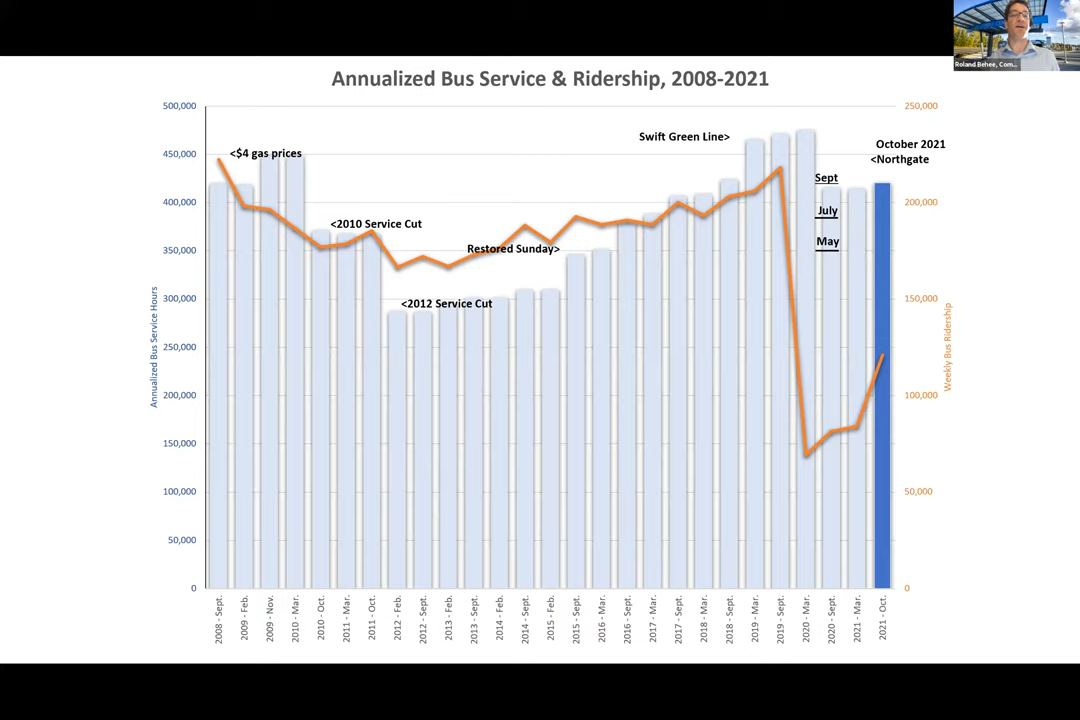 Roland Behee, Com...
Annualized Bus Service & Ridership, 2008-2021
500,000
450,000
400,000
350,000
300,000
250,000
200,000
150,000
100,000
50,000
0
Annualized Bus Service Hours
<$4 gas prices
<2010 Service Cut
<2012 Service Cut
Restored Sunday>
Swift Green Line>
Sept
July
May
October 2021
<Northgate
250,000
200,000
150,000
100,000
50,000
0
Weekly Bus Ridership
2008 - Sept.
2009 - Feb.
2009 - Nov.
2010 - Mar.
2010 - Oct.
2011 - Mar.
2011 - Oct.
2012 - Feb.
2012 - Sept.
2013 - Feb.
2013 - Sept.
2014 - Feb.
2014 - Sept.
2015 - Feb.
2015 - Sept.
2016 - Mar.
2016 - Sept.
2017 - Mar.
2017 - Sept.
2018 - Mar.
2018 - Sept.
2019 - Mar.
2019 - Sept.
2020 - Mar.
2020 - Sept.
2021 - Mar.
2021 - Oct.